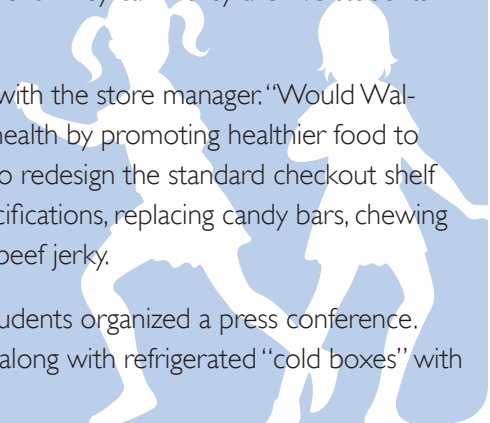 with the store manager. “Would Wal-
health by promoting healthier food to
o redesign the standard checkout shelf
cifications, replacing candy bars, chewing
beef jerky.
udents organized a press conference.
along with refrigerated “cold boxes” with